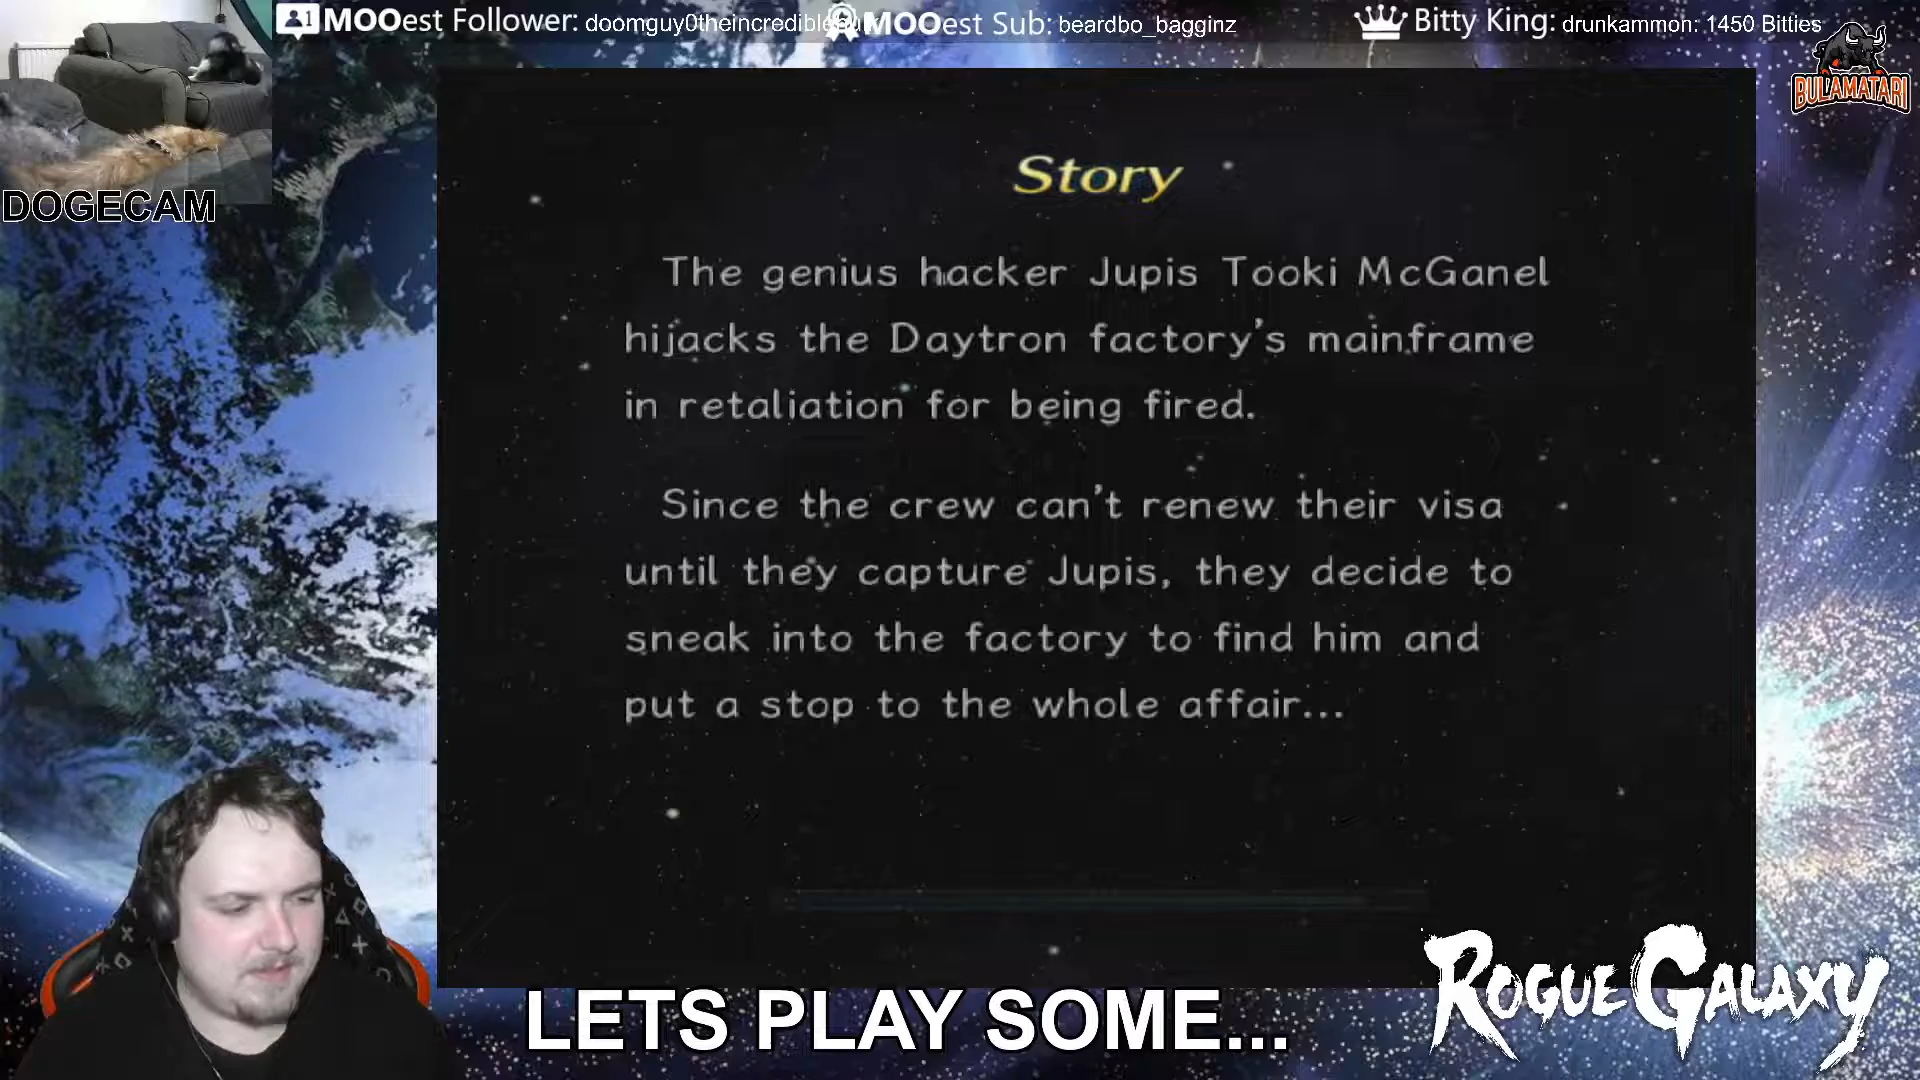 MOOest Follower: doomguy0theincredible
MOOest Sub: beardbo_bagginz
Bitty King: drunkammon: 1450 Bitties
BULAMATARI
DOGECAM
Story
The genius hacker Jupis Tooki McGanel
hijacks the Daytron factory's mainframe
in retaliation for being fired.
Since the crew can't renew their visa
until they capture Jupis, they decide to
sneak into the factory to find him and
put a stop to the whole affair...
LETS PLAY SOME...
ROGUE GALAXY